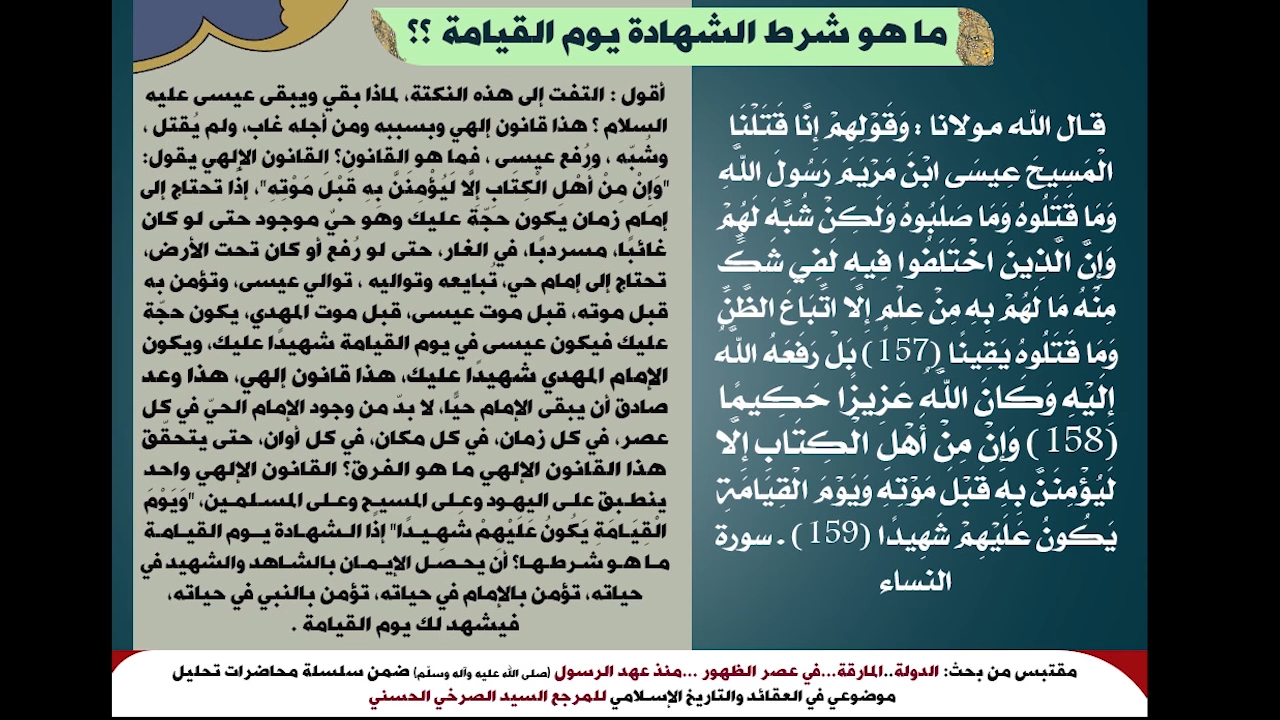 ما هو شرط الشهادة يوم القيامة ؟؟
قال الله مولانا : وَقَوْلِهِمْ إِنَّا قَتَلْنَا
الْمَسِيحَ عِيسَى ابْنَ مَرْيَمَ رَسُولَ اللَّهِ
وَمَا قَتَلُوهُ وَمَا صَلَبُوهُ وَلَكِنْ شُبِّهَ لَهُمْ
وَإِنَّ الَّذِينَ اخْتَلَفُوا فِيهِ لَفِي شَكٍّ
مِنْهُ مَا لَهُمْ بِهِ مِنْ عِلْمٍ إِلَّا اتِّبَاعَ الظَّنِّ
وَمَا قَتَلُوهُ يَقِينًا (157) بَلْ رَفَعَهُ اللَّهُ
إِلَيْهِ وَكَانَ اللَّهُ عَزِيزًا حَكِيمًا
(158) وَإِنْ مِنْ أَهْلِ الْكِتَابِ إِلَّا
لَيُؤْمِنَنَّ بِهِ قَبْلَ مَوْتِهِ وَيَوْمَ الْقِيَامَةِ
يَكُونُ عَلَيْهِمْ شَهِيدًا (159). سورة
النساء
أقول : التفت إلى هذه النكتة، لماذا بقي ويبقى عيسى عليه
السلام ؟ هذا قانون إلهي وبسببه ومن أجله غاب، ولم يُقتل ،
وشُبّه ، ورُفع عيسى ، فما هو القانون؟ القانون الإلهي يقول:
"وَإِنْ مِنْ أَهْلِ الْكِتَابِ إِلَّا لَيُؤْمِنَنَّ بِهِ قَبْلَ مَوْتِهِ"، إذًا تحتاج إلى
إمام زمان يَكون حجّة عليك وهو حيّ موجود حتى لو كان
غائبًا، مسردبًا، في الغار، حتى لو رُفع أو كان تحت الأرض،
تحتاج إلى إمام حي، تُبايعه وتواليه ، توالي عيسى، وتؤمن به
قبل موته، قبل موت عيسى، قبل موت المهدي، يكون حجّة
عليك فيكون عيسى في يوم القيامة شهيدًا عليك، ويكون
الإمام المهدي شهيدًا عليك، هذا قانون إلهي، هذا وعد
صادق أن يبقى الإمام حيًّا، لا بدّ من وجود الإمام الحيّ في كل
عصر، في كل زمان، في كل مكان، في كل أوان، حتى يتحقّق
هذا القانون الإلهي ما هو الفرق؟ القانون الإلهي واحد
ينطبق على اليهود وعلى المسيح وعلى المسلمين، "وَيَوْمَ
القِيَامَةِ يَكُونُ عَلَيْهِمْ شَهِيدًا" إذًا الشهادة يوم القيامة
ما هو شرطها؟ أن يحصل الإيمان بالشاهد والشهيد في
حياته، تؤمن بالإمام في حياته، تؤمن بالنبي في حياته،
فيشهد لك يوم القيامة .
مقتبس من بحث: الدولة..المارقة...في عصر الظهور ...منذ عهد الرسول (صلى الله عليه وآله وسلّم) ضمن سلسلة محاضرات تحليل
موضوعي في العقائد والتاريخ الإسلامي للمرجع السيد الصرخي الحسني